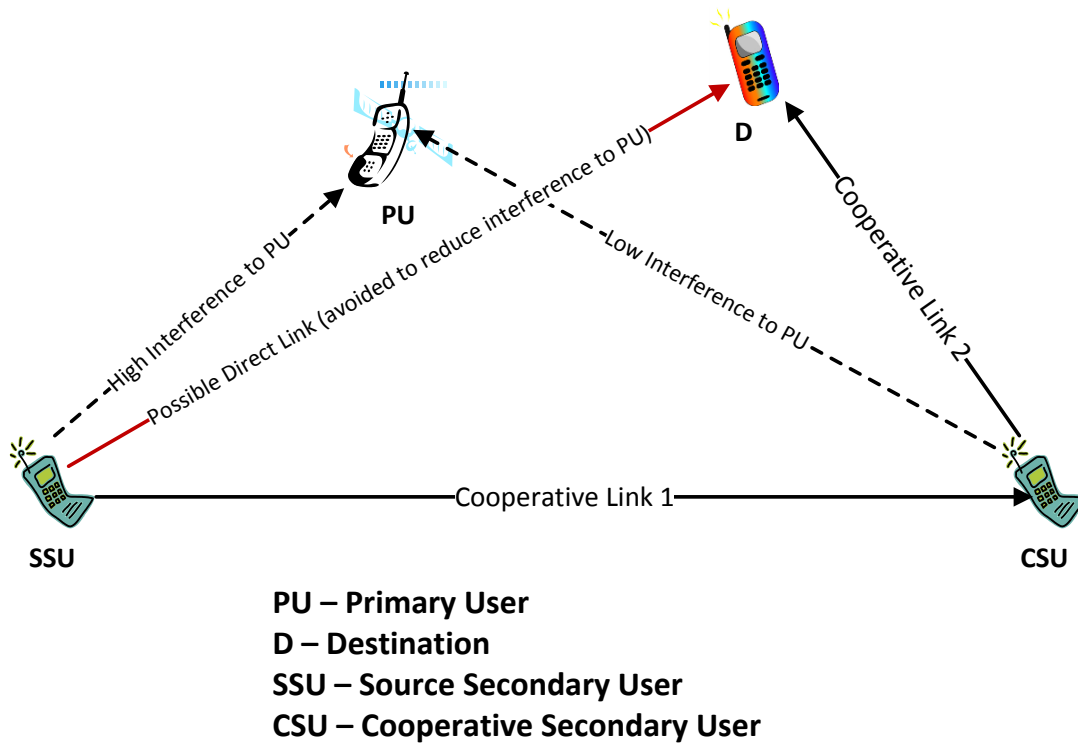 D
PU
High Interference to PU
Possible Direct Link (avoided to reduce interference to PU)
Low Interference to PU
Cooperative Link 2
Cooperative Link 1
SSU
CSU
PU – Primary User
D – Destination
SSU – Source Secondary User
CSU – Cooperative Secondary User